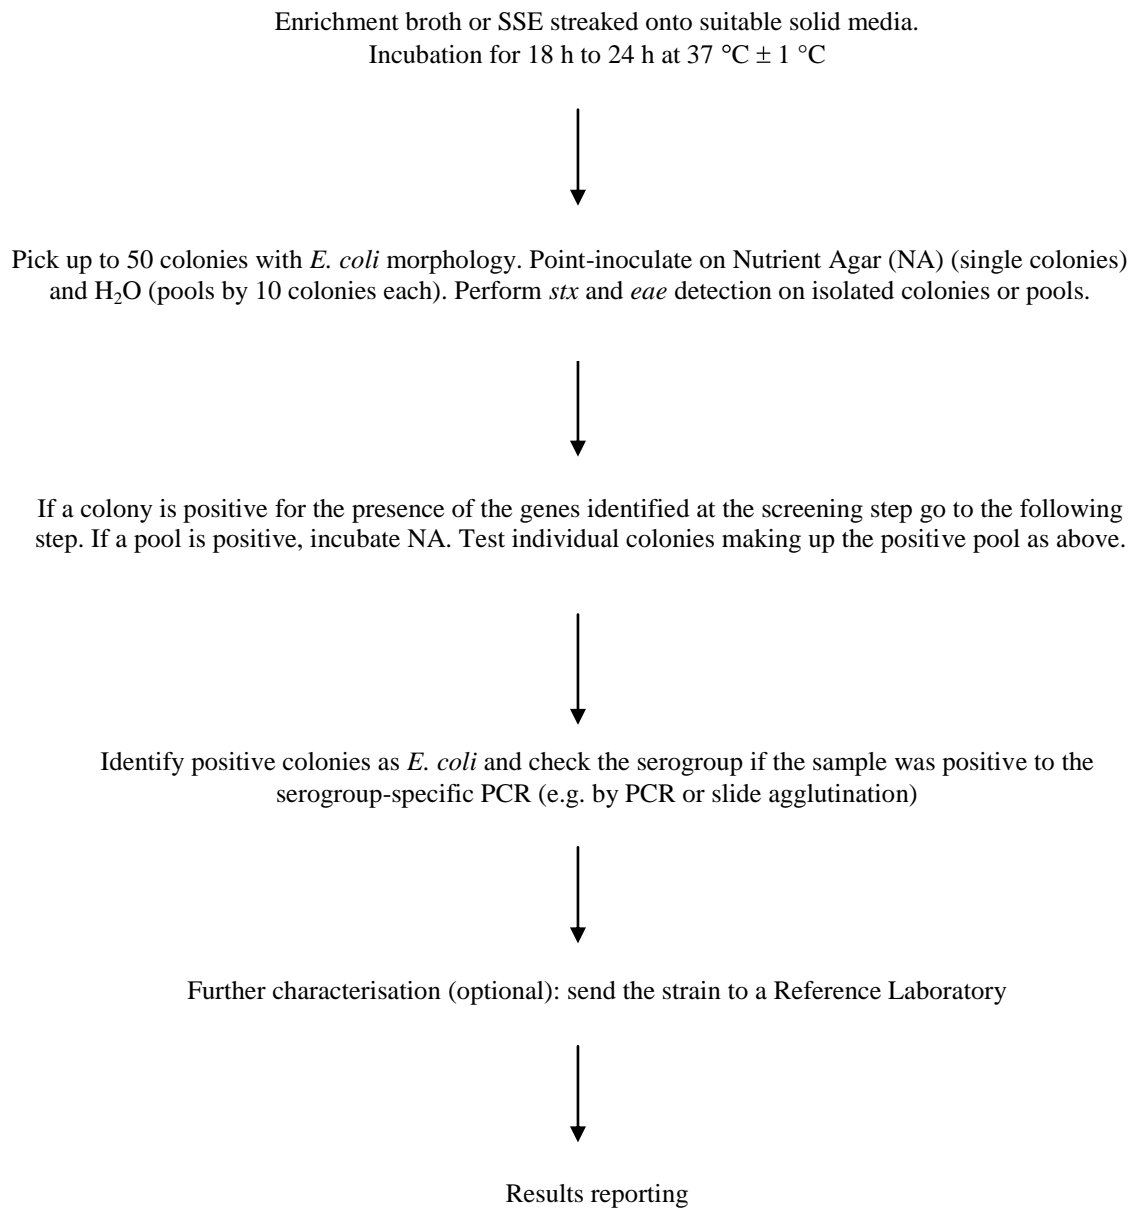 Enrichment broth or SSE streaked onto suitable solid media.
Incubation for 18 h to 24 h at 37 °C ± 1 °C
Pick up to 50 colonies with E. coli morphology. Point-inoculate on Nutrient Agar (NA) (single colonies)
and H₂O (pools by 10 colonies each). Perform stx and eae detection on isolated colonies or pools.
If a colony is positive for the presence of the genes identified at the screening step go to the following
step. If a pool is positive, incubate NA. Test individual colonies making up the positive pool as above.
Identify positive colonies as E. coli and check the serogroup if the sample was positive to the
serogroup-specific PCR (e.g. by PCR or slide agglutination)
Further characterisation (optional): send the strain to a Reference Laboratory
Results reporting